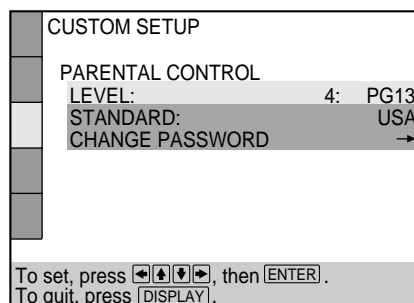 CUSTOM SETUP
PARENTAL CONTROL
LEVEL: 4: PG13
STANDARD: USA
CHANGE PASSWORD →
To set, press ←↑↓→, then ENTER.
To quit, press DISPLAY.